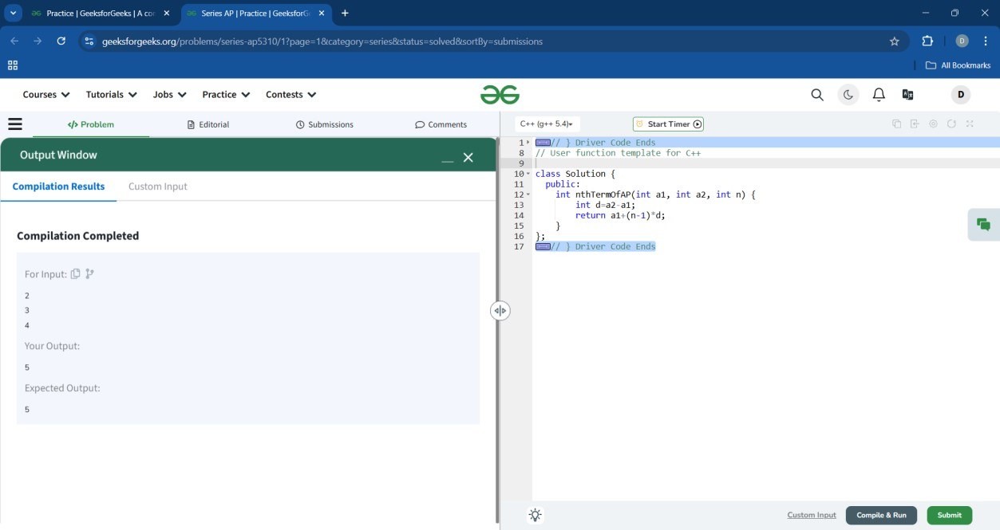 Practice | GeeksforGeeks | A cor
Series AP | Practice | GeeksforG
geeksforgeeks.org/problems/series-ap5310/1?page=1&category=series&status=solved&sortBy=submissions
D
All Bookmarks
Courses
Tutorials
Jobs
Practice
Contests
D
</> Problem
Editorial
Submissions
Comments
C++ (g++ 5.4)
Start Timer
Output Window
Compilation Results
Custom Input
Compilation Completed
For Input:
2
3
4
Your Output:
5
Expected Output:
5
1 // } Driver Code Ends
8 // User function template for C++
9
10 class Solution {
11 public:
12 int nthTermOfAP(int a1, int a2, int n) {
13 int d=a2-a1;
14 return a1+(n-1)*d;
15 }
16 };
17 // } Driver Code Ends
Custom Input
Compile & Run
Submit